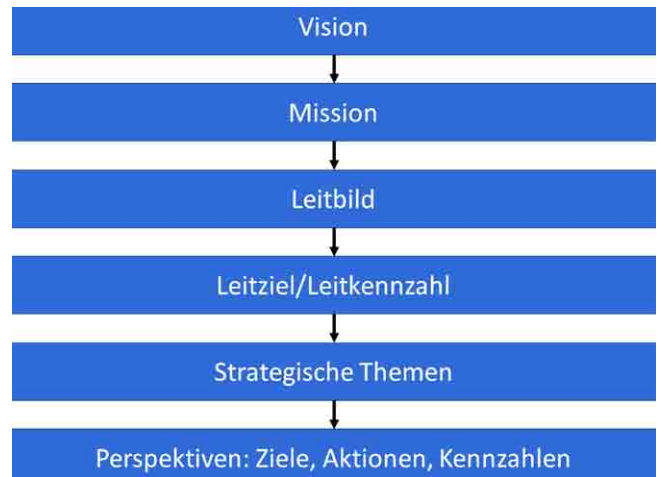 Vision
Mission
Leitbild
Leitziel/Leitkennzahl
Strategische Themen
Perspektiven: Ziele, Aktionen, Kennzahlen